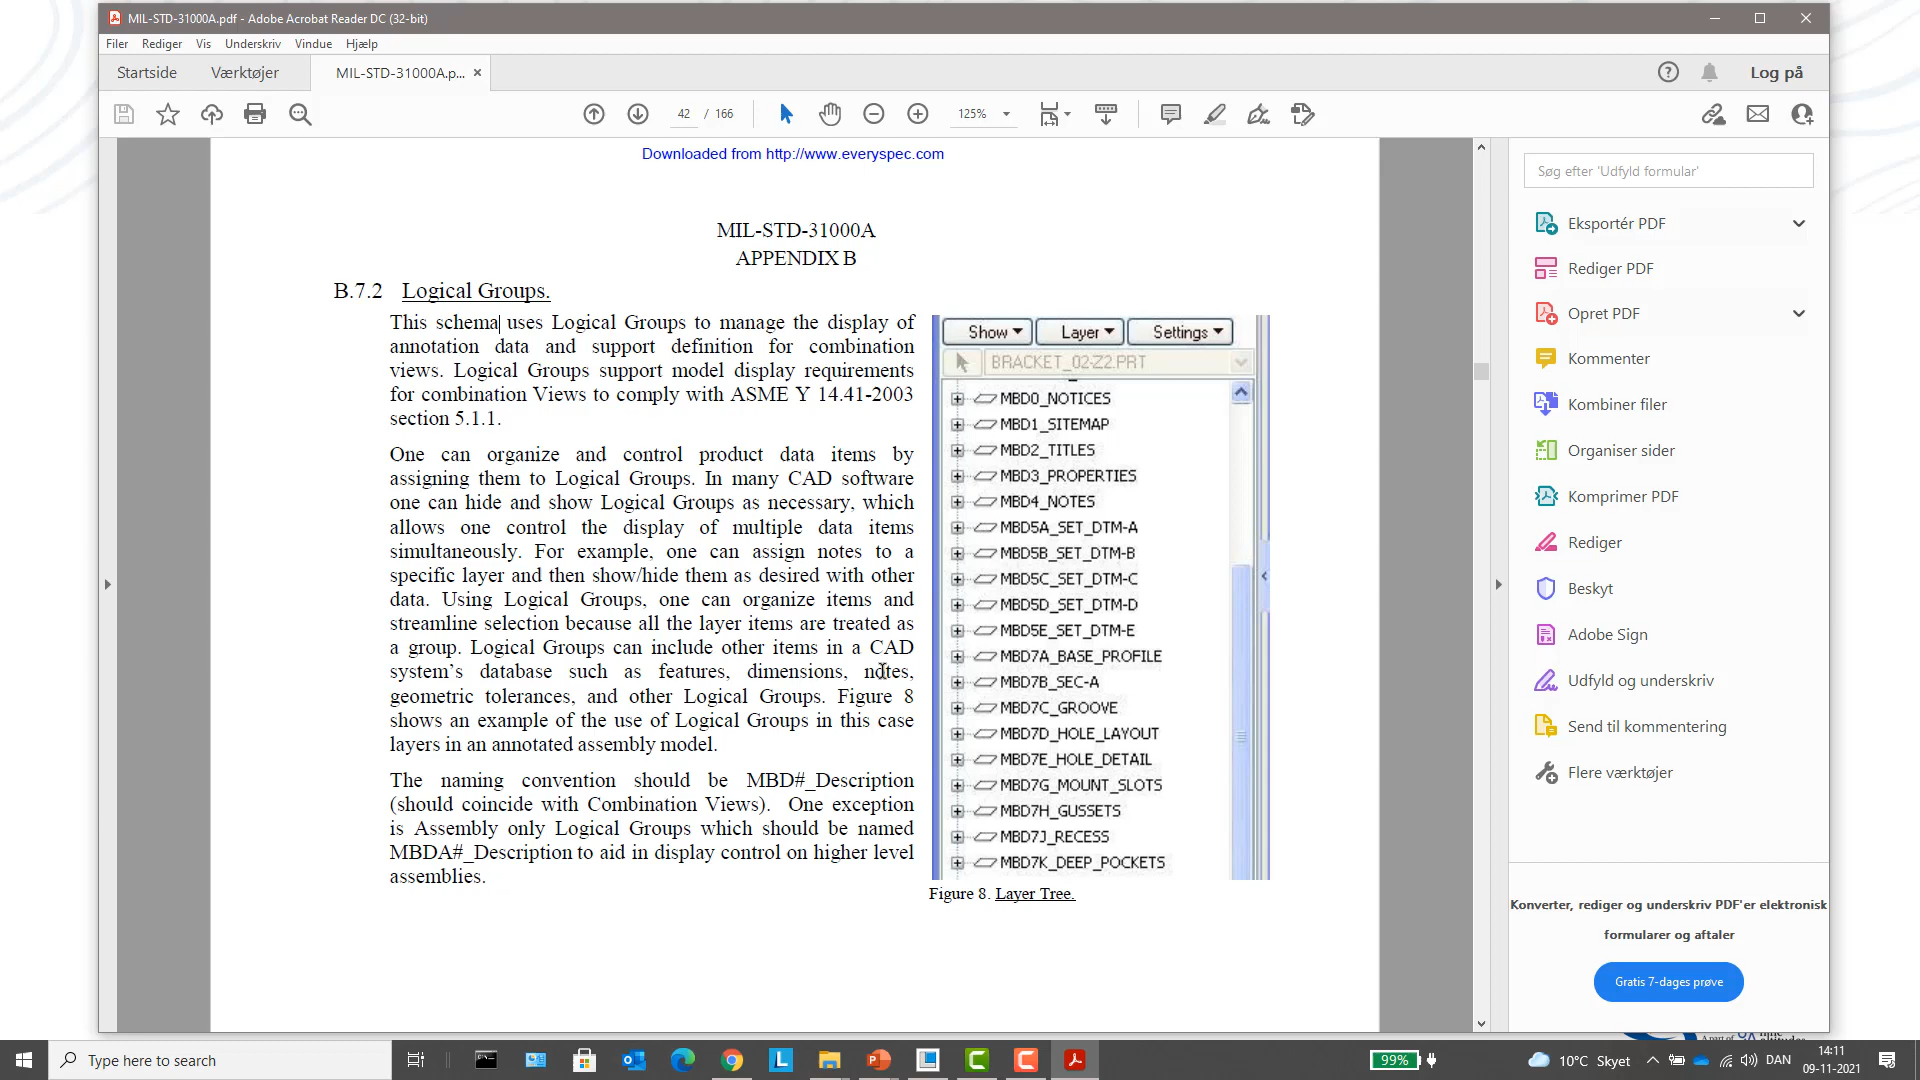 MIL-STD-31000A.pdf - Adobe Acrobat Reader DC (32-bit)
Filer Rediger Vis Underskriv Vindue Hjælp
Startside Værktøjer MIL-STD-31000A.p... × Log på
42 / 166 125%
Downloaded from http://www.everyspec.com
MIL-STD-31000A
APPENDIX B
B.7.2 Logical Groups.
This schema uses Logical Groups to manage the display of
annotation data and support definition for combination
views. Logical Groups support model display requirements
for combination Views to comply with ASME Y 14.41-2003
section 5.1.1.
One can organize and control product data items by
assigning them to Logical Groups. In many CAD software
one can hide and show Logical Groups as necessary, which
allows one control the display of multiple data items
simultaneously. For example, one can assign notes to a
specific layer and then show/hide them as desired with other
data. Using Logical Groups, one can organize items and
streamline selection because all the layer items are treated as
a group. Logical Groups can include other items in a CAD
system's database such as features, dimensions, notes,
geometric tolerances, and other Logical Groups. Figure 8
shows an example of the use of Logical Groups in this case
layers in an annotated assembly model.
The naming convention should be MBD#_Description
(should coincide with Combination Views). One exception
is Assembly only Logical Groups which should be named
MBDA#_Description to aid in display control on higher level
assemblies.
Show Layer Settings
BRACKET_02-Z2.PRT
MBD0_NOTICES
MBD1_SITEMAP
MBD2_TITLES
MBD3_PROPERTIES
MBD4_NOTES
MBD5A_SET_DTM-A
MBD5B_SET_DTM-B
MBD5C_SET_DTM-C
MBD5D_SET_DTM-D
MBD5E_SET_DTM-E
MBD7A_BASE_PROFILE
MBD7B_SEC-A
MBD7C_GROOVE
MBD7D_HOLE_LAYOUT
MBD7E_HOLE_DETAIL
MBD7G_MOUNT_SLOTS
MBD7H_GUSSETS
MBD7J_RECESS
MBD7K_DEEP_POCKETS
Figure 8. Layer Tree.
Søg efter 'Udfyld formular'
Eksportér PDF
Rediger PDF
Opret PDF
Kommenter
Kombiner filer
Organiser sider
Komprimer PDF
Rediger
Beskyt
Adobe Sign
Udfyld og underskriv
Send til kommentering
Flere værktøjer
Konverter, rediger og underskriv PDF'er elektronisk
formularer og aftaler
Gratis 7-dages prøve
Type here to search
99%
10°C Skyet
DAN
14:11
09-11-2021